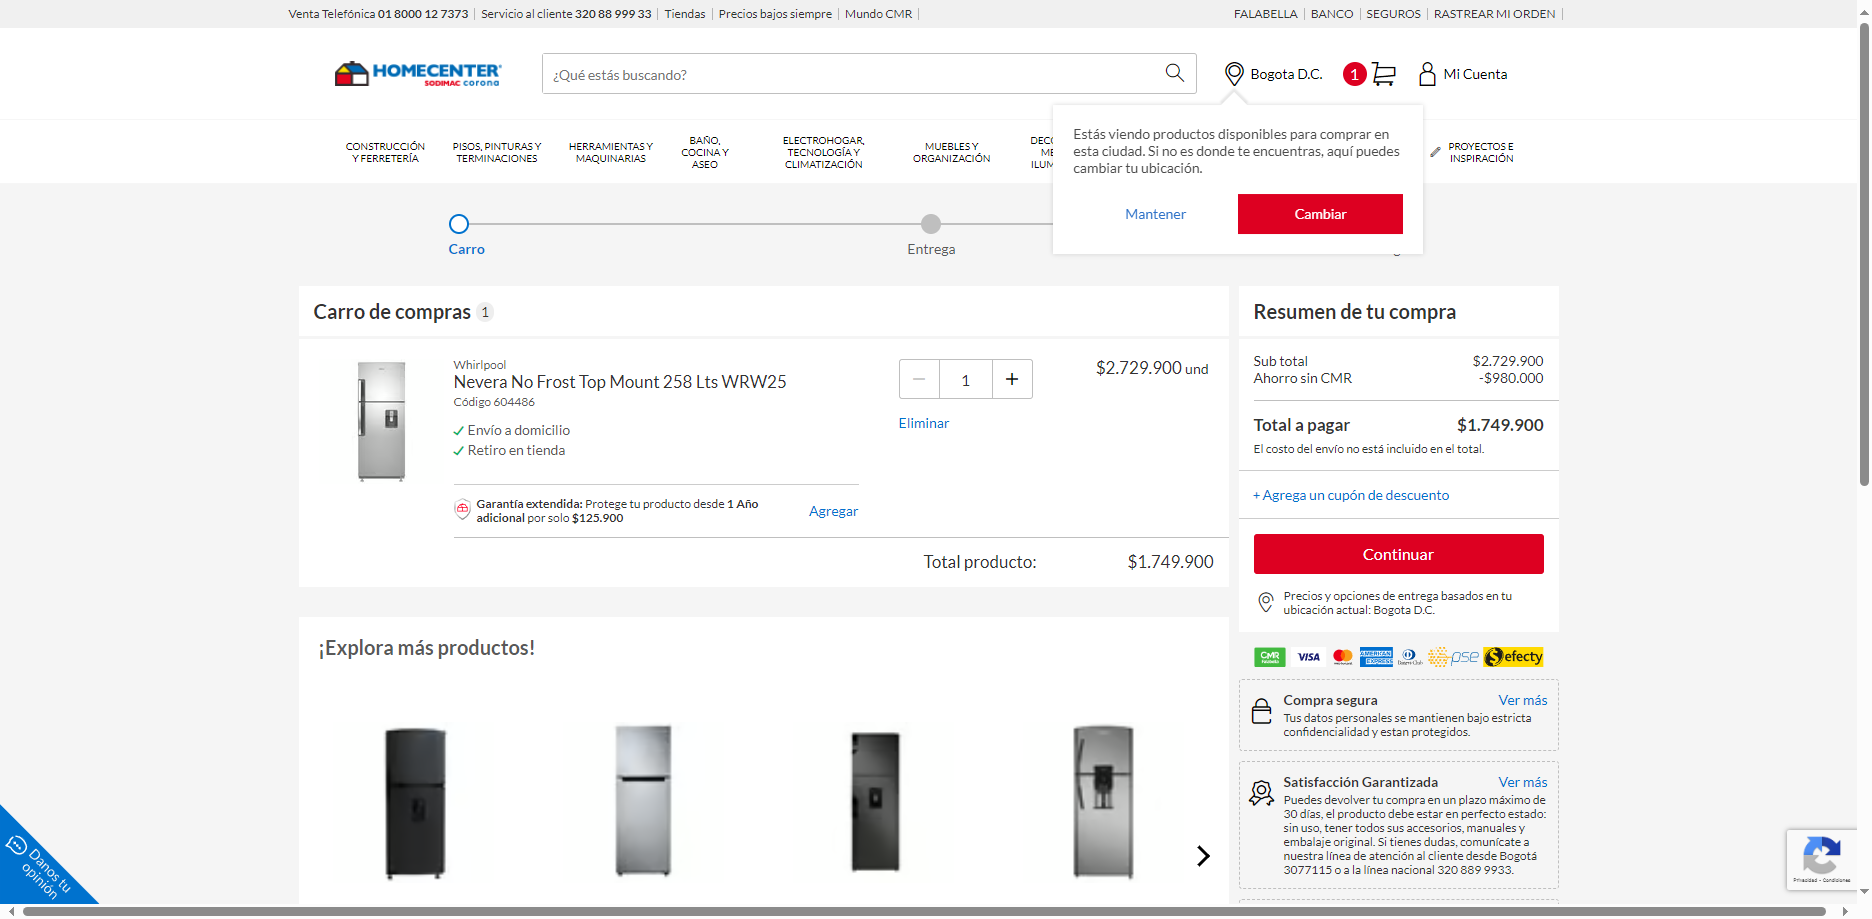 Venta Telefónica 01 8000 12 7373 Servicio al cliente 320 88 999 33 Tiendas Precios bajos siempre Mundo CMR FALABELLA BANCO SEGUROS RASTREAR MI ORDEN
HOMECENTER
SODIMAC corona
¿Qué estás buscando?
Bogota D.C.
1
Mi Cuenta
CONSTRUCCIÓN
Y FERRETERÍA
PISOS, PINTURAS Y
TERMINACIONES
HERRAMIENTAS Y
MAQUINARIAS
BAÑO,
COCINA Y
ASEO
ELECTROHOGAR,
TECNOLOGÍA Y
CLIMATIZACIÓN
MUEBLES Y
ORGANIZACIÓN
PROYECTOS E
INSPIRACIÓN
Estás viendo productos disponibles para comprar en
esta ciudad. Si no es donde te encuentras, aquí puedes
cambiar tu ubicación.
Mantener
Cambiar
Carro
Entrega
Carro de compras 1
Whirlpool
Nevera No Frost Top Mount 258 Lts WRW25
Código 604486
Envío a domicilio
Retiro en tienda
− 1 +
Eliminar
$2.729.900 und
Garantía extendida: Protege tu producto desde 1 Año
adicional por solo $125.900
Agregar
Total producto: $1.749.900
Resumen de tu compra
Sub total $2.729.900
Ahorro sin CMR -$980.000
Total a pagar $1.749.900
El costo del envío no está incluido en el total.
+ Agrega un cupón de descuento
Continuar
Precios y opciones de entrega basados en tu
ubicación actual: Bogota D.C.
CMR VISA AMERICAN EXPRESS Diners Club pse efecty
Compra segura Ver más
Tus datos personales se mantienen bajo estricta
confidencialidad y estan protegidos.
Satisfacción Garantizada Ver más
Puedes devolver tu compra en un plazo máximo de
30 días, el producto debe estar en perfecto estado:
sin uso, tener todos sus accesorios, manuales y
embalaje original. Si tienes dudas, comunícate a
nuestra línea de atención al cliente desde Bogotá
3077115 o a la línea nacional 320 889 9933.
¡Explora más productos!
Danos tu
opinión
Privacidad - Condiciones